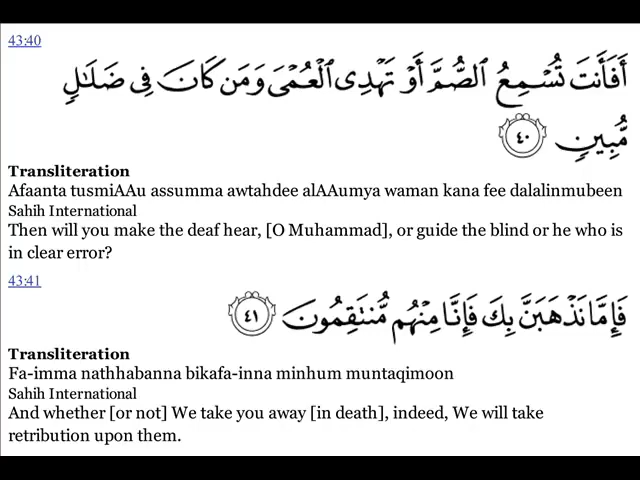 43:40
أَفَأَنتَ تُسْمِعُ ٱلصُّمَّ أَوْ تَهْدِى ٱلْعُمْىَ وَمَن كَانَ فِى ضَلَٰلٍ
مُّبِينٍ ٤٠
Transliteration
Afaanta tusmiAAu assumma awtahdee alAAumya waman kana fee dalalinmubeen
Sahih International
Then will you make the deaf hear, [O Muhammad], or guide the blind or he who is
in clear error?
43:41
فَإِمَّا نَذْهَبَنَّ بِكَ فَإِنَّا مِنْهُم مُّنتَقِمُونَ ٤١
Transliteration
Fa-imma nathhabanna bikafa-inna minhum muntaqimoon
Sahih International
And whether [or not] We take you away [in death], indeed, We will take
retribution upon them.